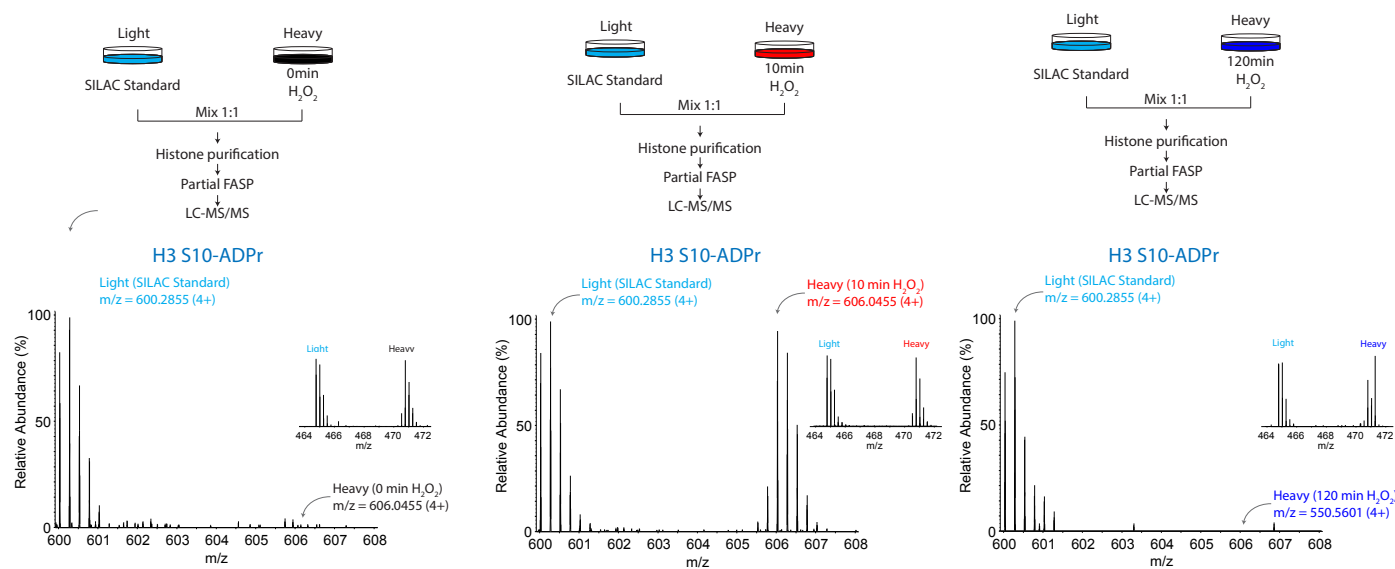 Light Heavy
0min
H₂O₂
SILAC Standard
Mix 1:1
Histone purification
Partial FASP
LC-MS/MS
H3 S10-ADPr
Light (SILAC Standard)
m/z = 600.2855 (4+)
Relative Abundance (%)
100
50
0
600 601 602 603 604 605 606 607 608
m/z
Light Heavy
464 466 468 470 472
m/z
Heavy (0 min H₂O₂)
m/z = 606.0455 (4+)
Light Heavy
10min
H₂O₂
SILAC Standard
Mix 1:1
Histone purification
Partial FASP
LC-MS/MS
H3 S10-ADPr
Light (SILAC Standard)
m/z = 600.2855 (4+)
Heavy (10 min H₂O₂)
m/z = 606.0455 (4+)
Relative Abundance (%)
100
50
0
600 601 602 603 604 605 606 607 608
m/z
Light Heavy
464 466 468 470 472
m/z
Light Heavy
120min
H₂O₂
SILAC Standard
Mix 1:1
Histone purification
Partial FASP
LC-MS/MS
H3 S10-ADPr
Light (SILAC Standard)
m/z = 600.2855 (4+)
Relative Abundance (%)
100
50
0
600 601 602 603 604 605 606 607 608
m/z
Light Heavy
464 466 468 470 472
m/z
Heavy (120 min H₂O₂)
m/z = 550.5601 (4+)